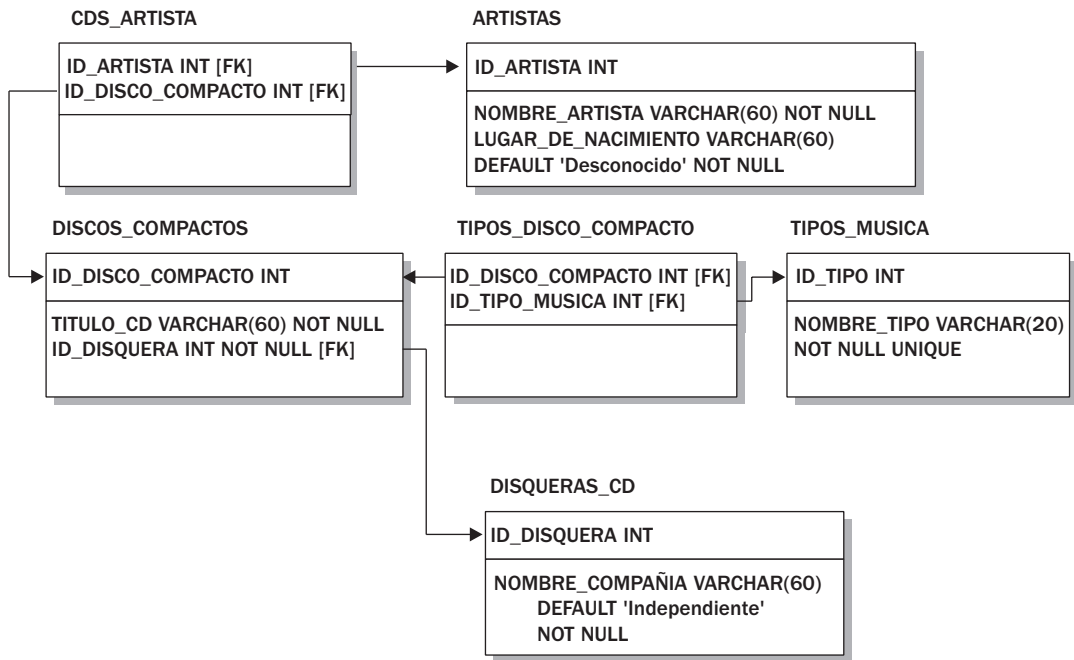 CDS_ARTISTA
ID_ARTISTA INT [FK]
ID_DISCO_COMPACTO INT [FK]
ARTISTAS
ID_ARTISTA INT
NOMBRE_ARTISTA VARCHAR(60) NOT NULL
LUGAR_DE_NACIMIENTO VARCHAR(60)
DEFAULT 'Desconocido' NOT NULL
DISCOS_COMPACTOS
ID_DISCO_COMPACTO INT
TITULO_CD VARCHAR(60) NOT NULL
ID_DISQUERA INT NOT NULL [FK]
TIPOS_DISCO_COMPACTO
ID_DISCO_COMPACTO INT [FK]
ID_TIPO_MUSICA INT [FK]
TIPOS_MUSICA
ID_TIPO INT
NOMBRE_TIPO VARCHAR(20)
NOT NULL UNIQUE
DISQUERAS_CD
ID_DISQUERA INT
NOMBRE_COMPAÑIA VARCHAR(60)
DEFAULT 'Independiente'
NOT NULL